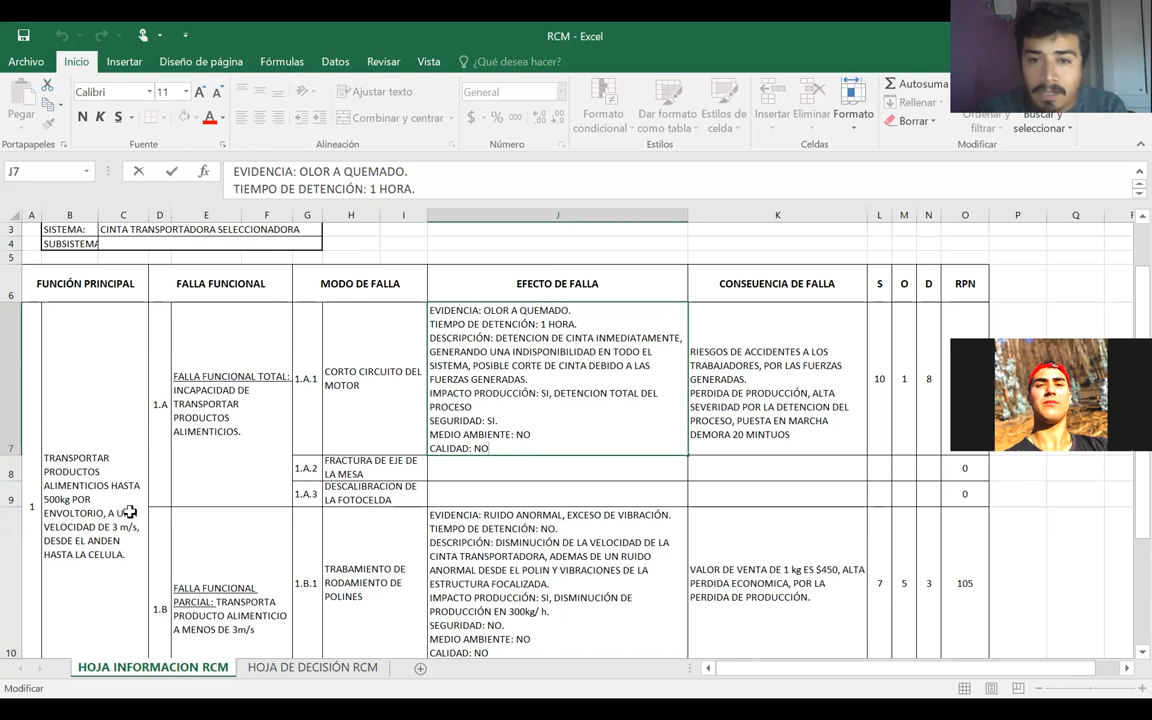 RCM - Excel
Archivo
Inicio
Insertar
Diseño de página
Fórmulas
Datos
Revisar
Vista
¿Qué desea hacer?
Pegar
Calibri
11
N K S
Ajustar texto
Combinar y centrar
General
$ % 000
Formato condicional
Dar formato como tabla
Estilos de celda
Insertar
Eliminar
Formato
Autosuma
Rellenar
Borrar
Ordenar y filtrar
Buscar y seleccionar
Portapapeles
Fuente
Alineación
Número
Estilos
Celdas
Modificar
J7
fx
EVIDENCIA: OLOR A QUEMADO.
TIEMPO DE DETENCIÓN: 1 HORA.
A B C D E F G H I J K L M N O P Q
3
SISTEMA:
CINTA TRANSPORTADORA SELECCIONADORA
4
SUBSISTEMA
5
6
FUNCIÓN PRINCIPAL
FALLA FUNCIONAL
MODO DE FALLA
EFECTO DE FALLA
CONSEUENCIA DE FALLA
S
O
D
RPN
7
1
TRANSPORTAR
PRODUCTOS
ALIMENTICIOS HASTA
500kg POR
ENVOLTORIO, A
VELOCIDAD DE 3 m/s,
DESDE EL ANDEN
HASTA LA CELULA.
1.A
FALLA FUNCIONAL TOTAL:
INCAPACIDAD DE
TRANSPORTAR
PRODUCTOS
ALIMENTICIOS.
1.A.1
CORTO CIRCUITO DEL
MOTOR
EVIDENCIA: OLOR A QUEMADO.
TIEMPO DE DETENCIÓN: 1 HORA.
DESCRIPCIÓN: DETENCION DE CINTA INMEDIATAMENTE,
GENERANDO UNA INDISPONIBILIDAD EN TODO EL
SISTEMA, POSIBLE CORTE DE CINTA DEBIDO A LAS
FUERZAS GENERADAS.
IMPACTO PRODUCCIÓN: SI, DETENCION TOTAL DEL
PROCESO
SEGURIDAD: SI.
MEDIO AMBIENTE: NO
CALIDAD: NO
RIESGOS DE ACCIDENTES A LOS
TRABAJADORES, POR LAS FUERZAS
GENERADAS.
PERDIDA DE PRODUCCIÓN, ALTA
SEVERIDAD POR LA DETENCION DEL
PROCESO, PUESTA EN MARCHA
DEMORA 20 MINTUOS
10
1
8
8
1.A.2
FRACTURA DE EJE DE
LA MESA
0
9
1.A.3
DESCALIBRACION DE
LA FOTOCELDA
0
10
1.B
FALLA FUNCIONAL
PARCIAL: TRANSPORTA
PRODUCTO ALIMENTICIO
A MENOS DE 3m/s
1.B.1
TRABAMIENTO DE
RODAMIENTO DE
POLINES
EVIDENCIA: RUIDO ANORMAL, EXCESO DE VIBRACIÓN.
TIEMPO DE DETENCIÓN: NO.
DESCRIPCIÓN: DISMINUCIÓN DE LA VELOCIDAD DE LA
CINTA TRANSPORTADORA, ADEMAS DE UN RUIDO
ANORMAL DESDE EL POLIN Y VIBRACIONES DE LA
ESTRUCTURA FOCALIZADA.
IMPACTO PRODUCCIÓN: SI, DISMINUCIÓN DE
PRODUCCIÓN EN 300kg/ h.
SEGURIDAD: NO.
MEDIO AMBIENTE: NO
CALIDAD: NO
VALOR DE VENTA DE 1 kg ES $450, ALTA
PERDIDA ECONOMICA, POR LA
PERDIDA DE PRODUCCIÓN.
7
5
3
105
HOJA INFORMACION RCM
HOJA DE DECISIÓN RCM
Modificar